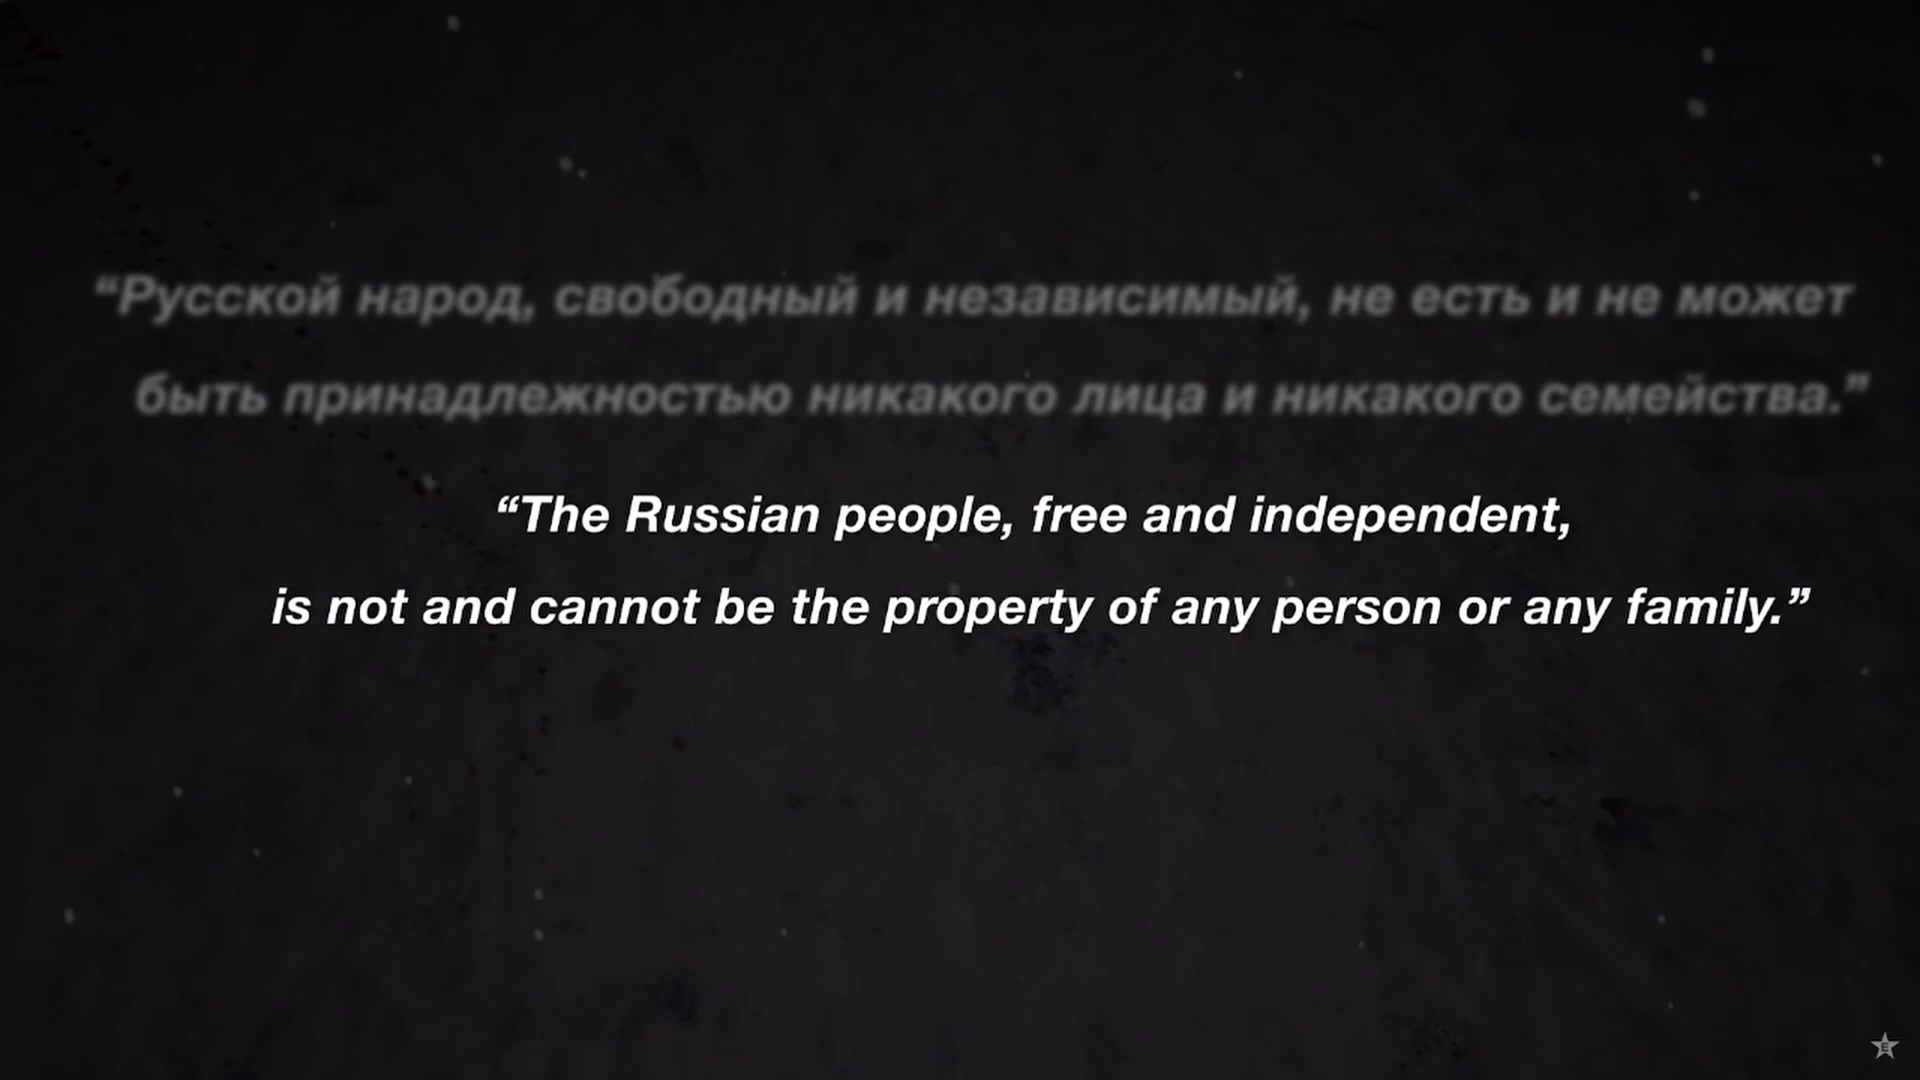 “Русской народ, свободный и независимый, не есть и не может
быть принадлежностью никакого лица и никакого семейства.”
“The Russian people, free and independent,
is not and cannot be the property of any person or any family.”
E